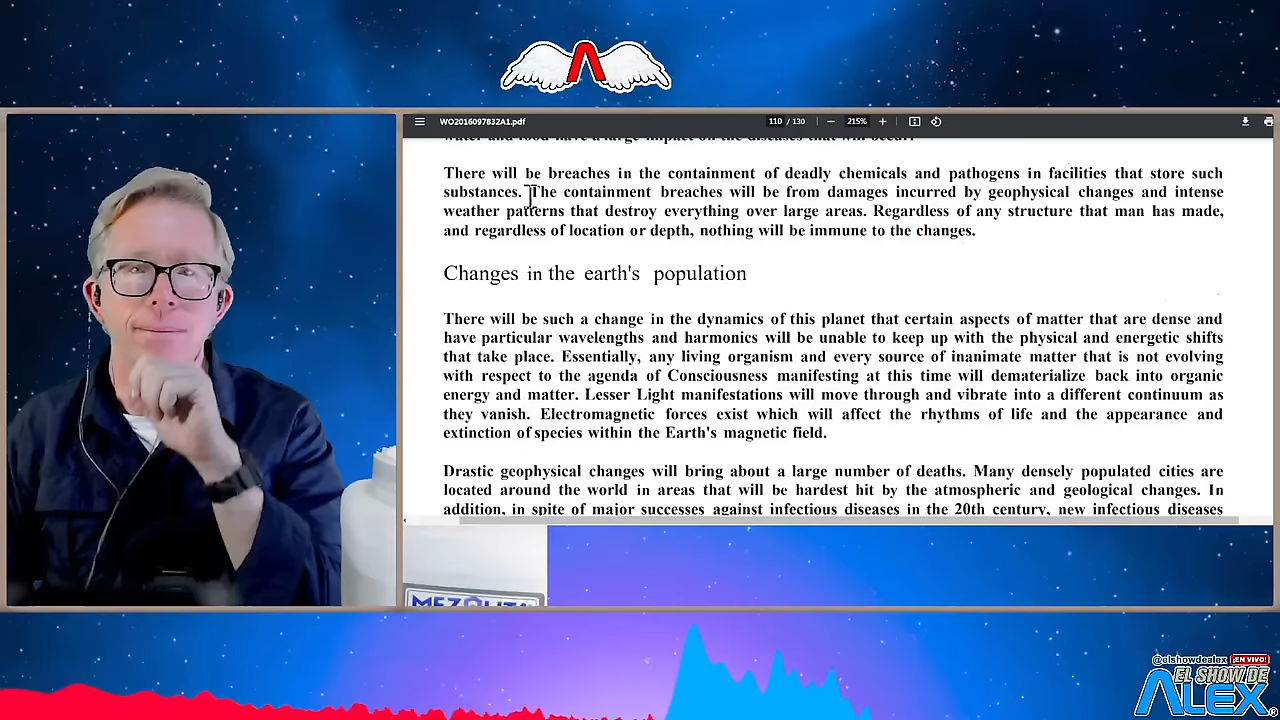 WO2016097832A1.pdf
110 / 130
215%
water and food have a large impact on the diseases that will occur.
There will be breaches in the containment of deadly chemicals and pathogens in facilities that store such
substances. The containment breaches will be from damages incurred by geophysical changes and intense
weather patterns that destroy everything over large areas. Regardless of any structure that man has made,
and regardless of location or depth, nothing will be immune to the changes.
Changes in the earth's population
There will be such a change in the dynamics of this planet that certain aspects of matter that are dense and
have particular wavelengths and harmonics will be unable to keep up with the physical and energetic shifts
that take place. Essentially, any living organism and every source of inanimate matter that is not evolving
with respect to the agenda of Consciousness manifesting at this time will dematerialize back into organic
energy and matter. Lesser Light manifestations will move through and vibrate into a different continuum as
they vanish. Electromagnetic forces exist which will affect the rhythms of life and the appearance and
extinction of species within the Earth's magnetic field.
Drastic geophysical changes will bring about a large number of deaths. Many densely populated cities are
located around the world in areas that will be hardest hit by the atmospheric and geological changes. In
addition, in spite of major successes against infectious diseases in the 20th century, new infectious diseases
@elshowdealex ¡EN VIVO!
EL SHOW DE
ALEX